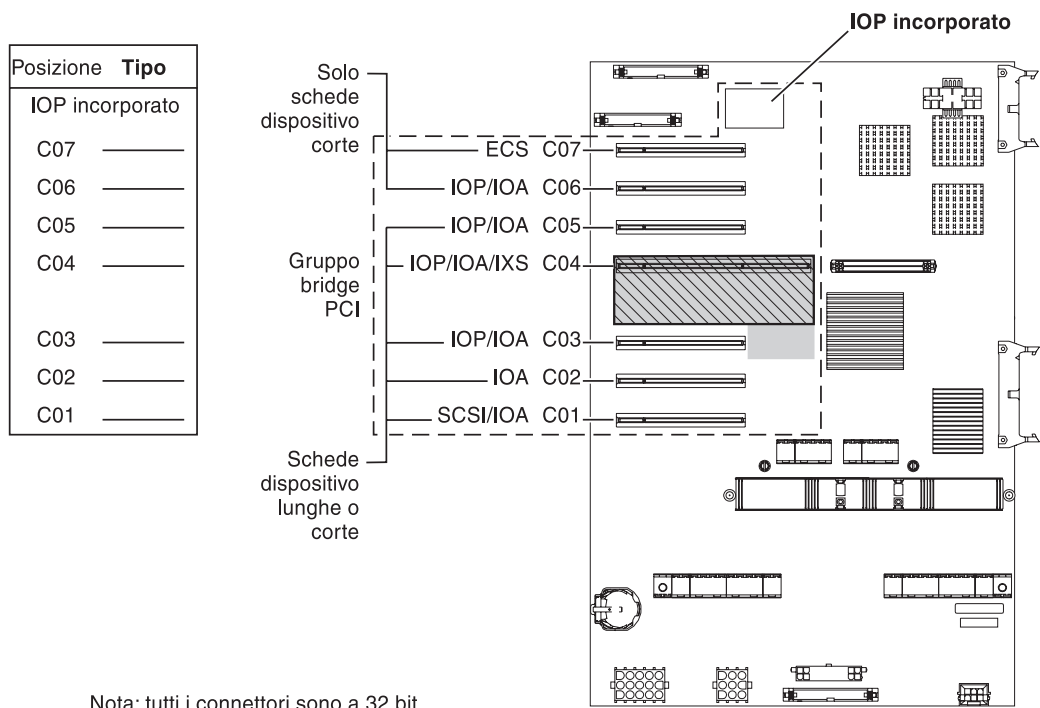 IOP incorporato
Posizione Tipo
IOP incorporato
C07
C06
C05
C04
C03
C02
C01
Solo
schede
dispositivo
corte
ECS C07
IOP/IOA C06
IOP/IOA C05
Gruppo
bridge
PCI
IOP/IOA/IXS C04
IOP/IOA C03
IOA C02
SCSI/IOA C01
Schede
dispositivo
lunghe o
corte
Nota: tutti i connettori sono a 32 bit